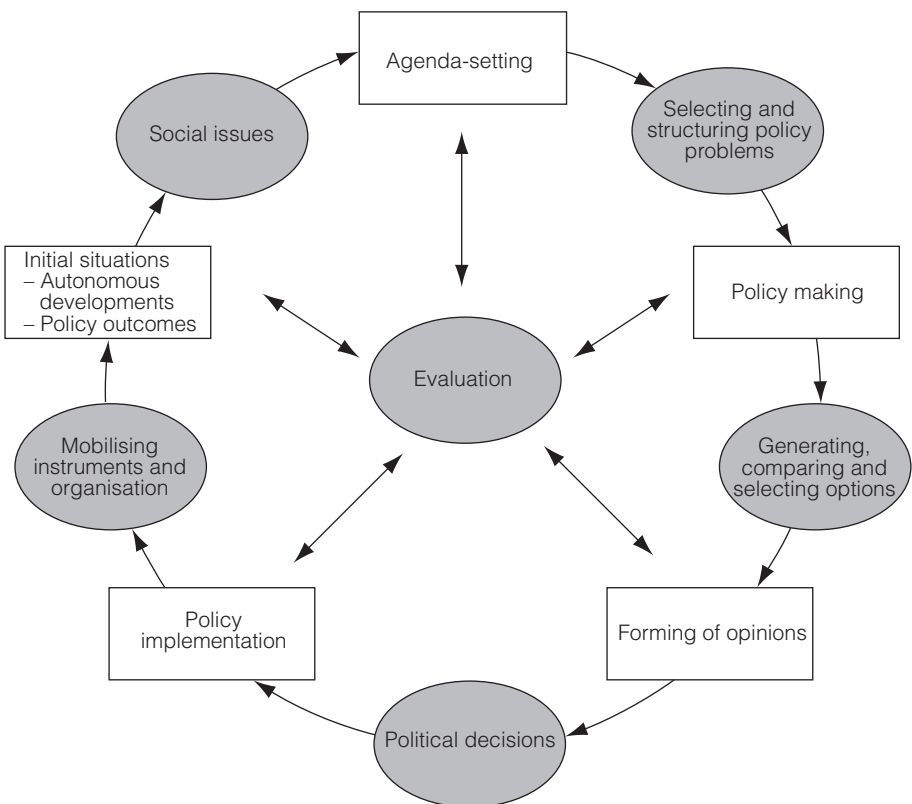 Agenda-setting
Selecting and
structuring policy
problems
Social issues
Initial situations
– Autonomous
developments
– Policy outcomes
Policy making
Evaluation
Mobilising
instruments and
organisation
Generating,
comparing and
selecting options
Policy
implementation
Forming of opinions
Political decisions